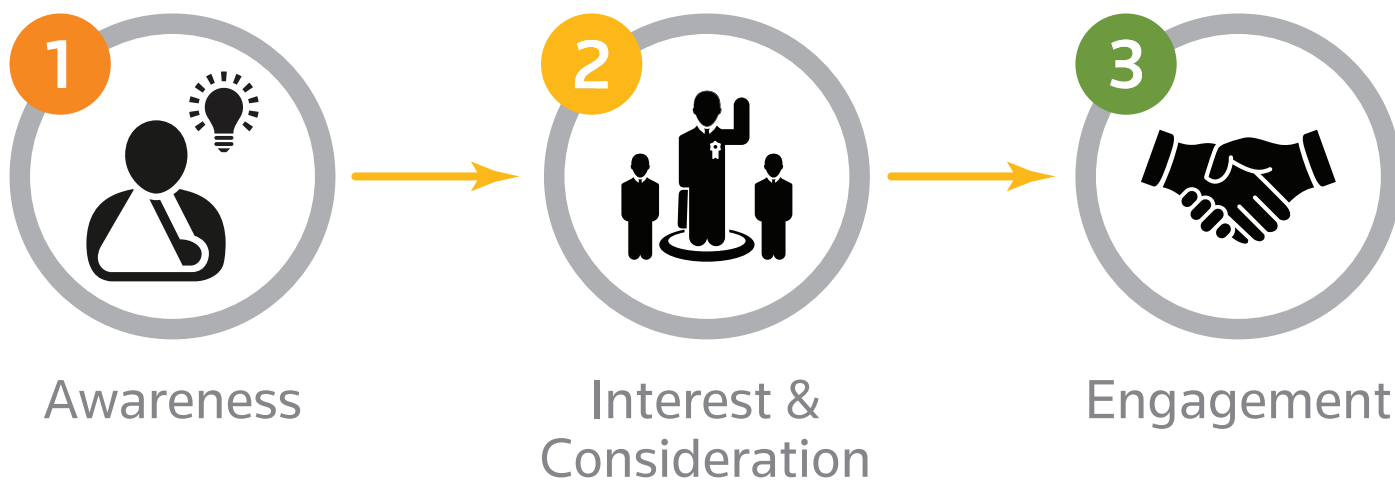 1
2
3
Awareness
Interest &
Consideration
Engagement